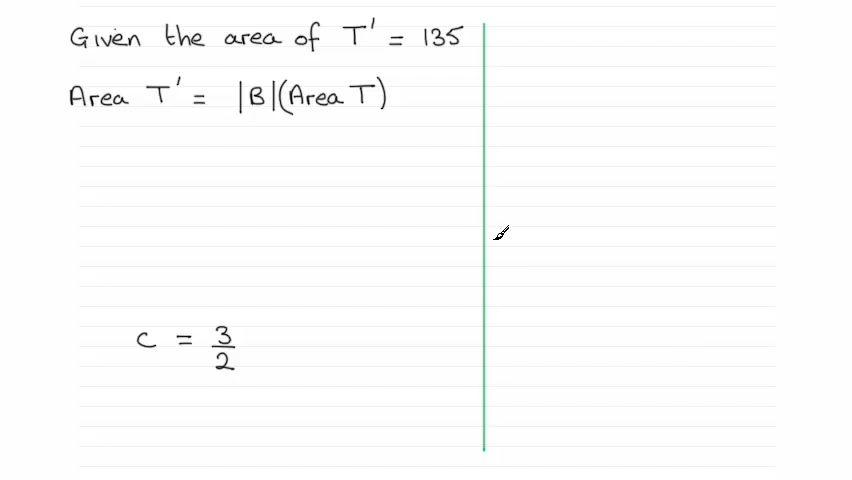 Given the area of T' = 135
Area T' = |B|(Area T)
c = 3/2